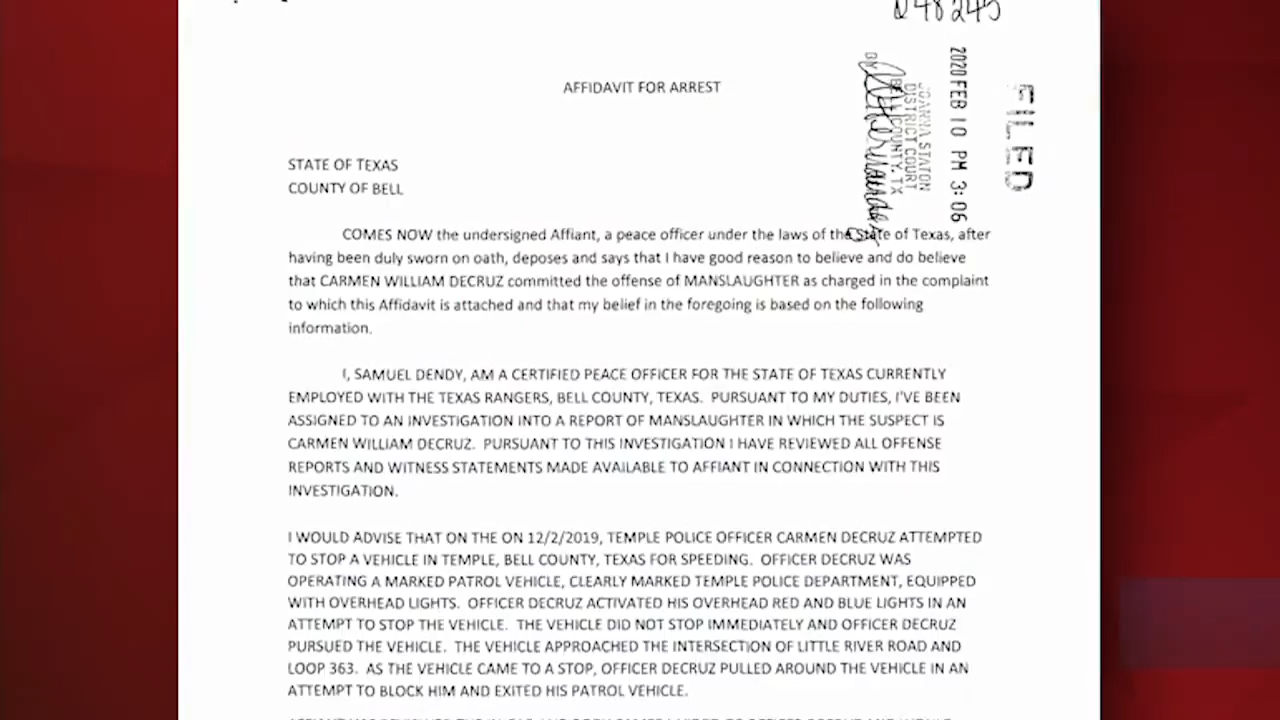 048245
AFFIDAVIT FOR ARREST
FILED
2020 FEB 10 PM 3:06
JOANNA STATON
DISTRICT COURT
BELL COUNTY, TX
BY
STATE OF TEXAS
COUNTY OF BELL
COMES NOW the undersigned Affiant, a peace officer under the laws of the State of Texas, after
having been duly sworn on oath, deposes and says that I have good reason to believe and do believe
that CARMEN WILLIAM DECRUZ committed the offense of MANSLAUGHTER as charged in the complaint
to which this Affidavit is attached and that my belief in the foregoing is based on the following
information.
I, SAMUEL DENDY, AM A CERTIFIED PEACE OFFICER FOR THE STATE OF TEXAS CURRENTLY
EMPLOYED WITH THE TEXAS RANGERS, BELL COUNTY, TEXAS. PURSUANT TO MY DUTIES, I'VE BEEN
ASSIGNED TO AN INVESTIGATION INTO A REPORT OF MANSLAUGHTER IN WHICH THE SUSPECT IS
CARMEN WILLIAM DECRUZ. PURSUANT TO THIS INVESTIGATION I HAVE REVIEWED ALL OFFENSE
REPORTS AND WITNESS STATEMENTS MADE AVAILABLE TO AFFIANT IN CONNECTION WITH THIS
INVESTIGATION.
I WOULD ADVISE THAT ON THE ON 12/2/2019, TEMPLE POLICE OFFICER CARMEN DECRUZ ATTEMPTED
TO STOP A VEHICLE IN TEMPLE, BELL COUNTY, TEXAS FOR SPEEDING. OFFICER DECRUZ WAS
OPERATING A MARKED PATROL VEHICLE, CLEARLY MARKED TEMPLE POLICE DEPARTMENT, EQUIPPED
WITH OVERHEAD LIGHTS. OFFICER DECRUZ ACTIVATED HIS OVERHEAD RED AND BLUE LIGHTS IN AN
ATTEMPT TO STOP THE VEHICLE. THE VEHICLE DID NOT STOP IMMEDIATELY AND OFFICER DECRUZ
PURSUED THE VEHICLE. THE VEHICLE APPROACHED THE INTERSECTION OF LITTLE RIVER ROAD AND
LOOP 363. AS THE VEHICLE CAME TO A STOP, OFFICER DECRUZ PULLED AROUND THE VEHICLE IN AN
ATTEMPT TO BLOCK HIM AND EXITED HIS PATROL VEHICLE.